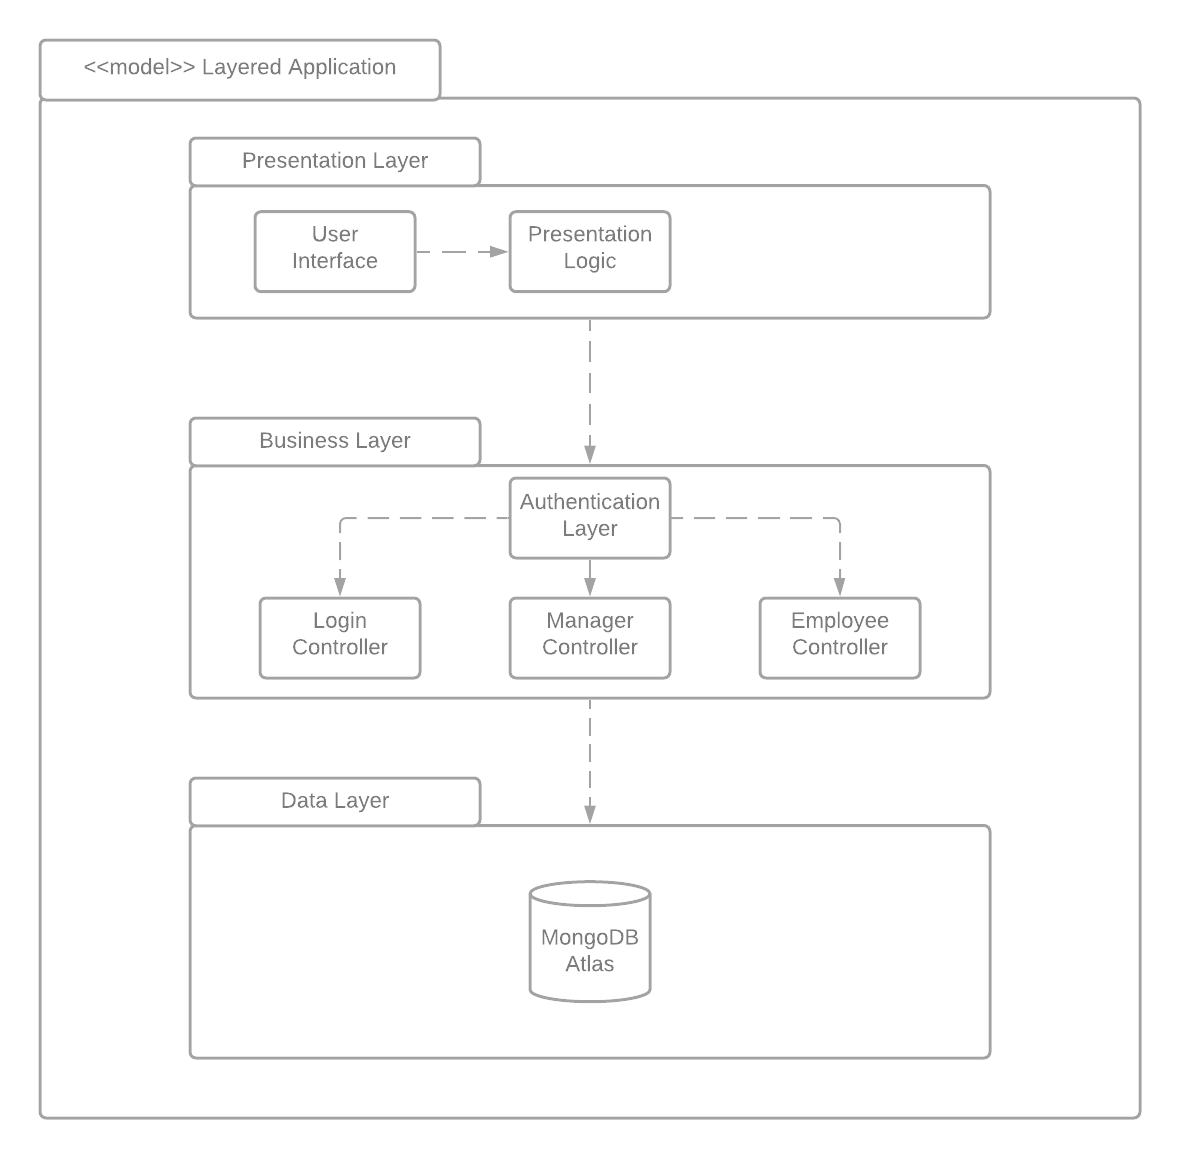 <<model>> Layered Application
Presentation Layer
User
Interface
Presentation
Logic
Business Layer
Authentication
Layer
Login
Controller
Manager
Controller
Employee
Controller
Data Layer
MongoDB
Atlas